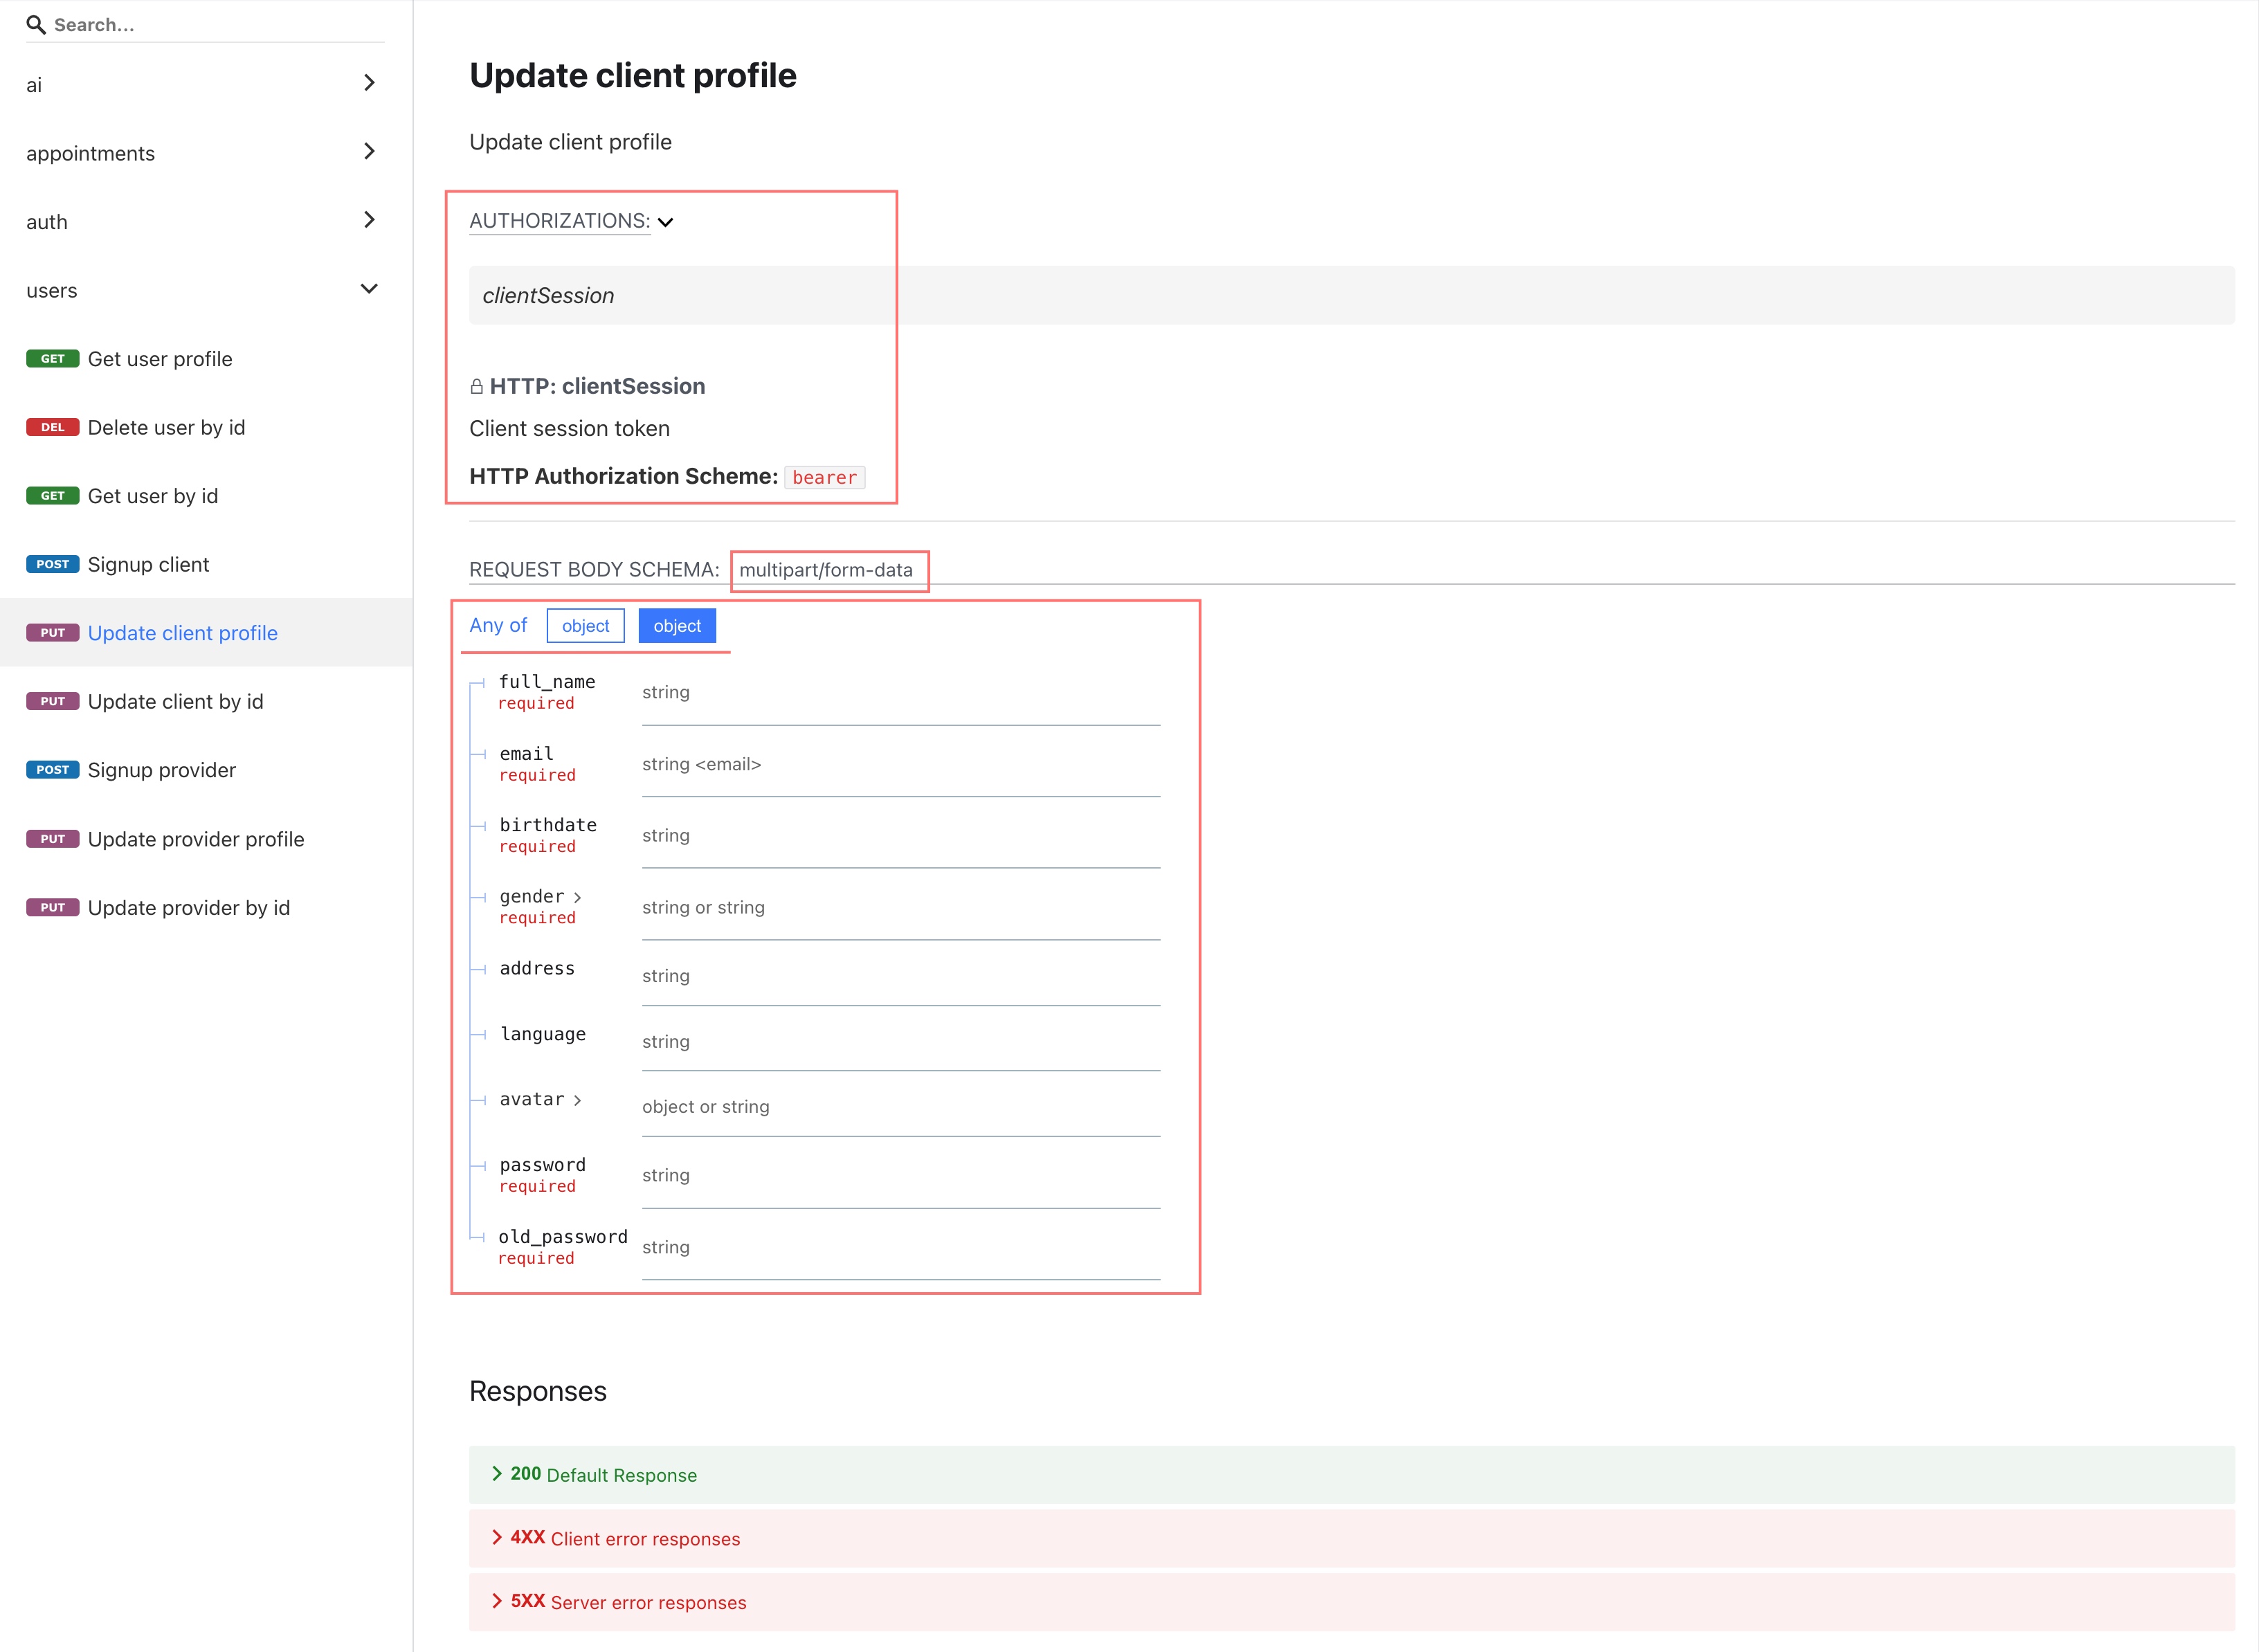 Search...
ai
appointments
auth
users
GET Get user profile
DEL Delete user by id
GET Get user by id
POST Signup client
PUT Update client profile
PUT Update client by id
POST Signup provider
PUT Update provider profile
PUT Update provider by id
Update client profile
Update client profile
AUTHORIZATIONS:
clientSession
HTTP: clientSession
Client session token
HTTP Authorization Scheme: bearer
REQUEST BODY SCHEMA: multipart/form-data
Any of object object
full_name
required
string
email
required
string <email>
birthdate
required
string
gender >
required
string or string
address
string
language
string
avatar >
object or string
password
required
string
old_password
required
string
Responses
200 Default Response
4XX Client error responses
5XX Server error responses